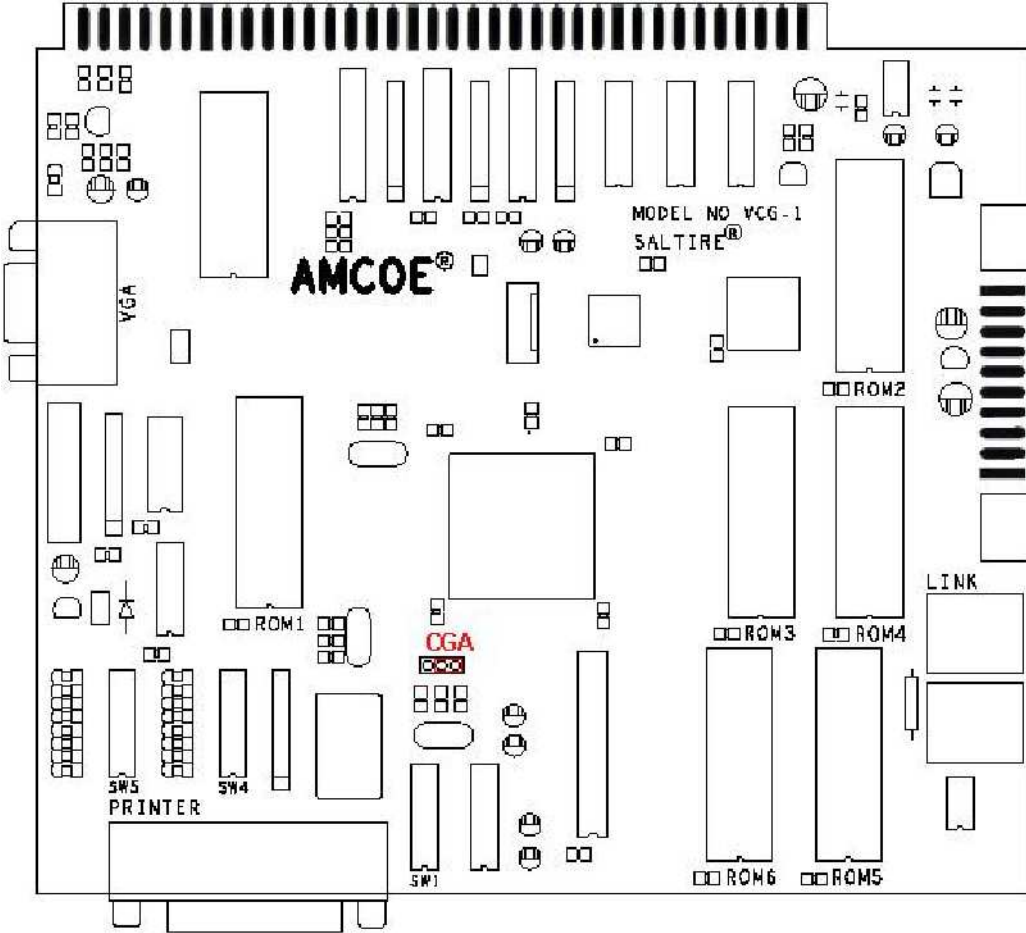 MODEL NO VCG-1
SALTIRE®
AMCOE®
VGA
ROM2
LINK
ROM1
ROM3
ROM4
CGA
SW5
SW4
PRINTER
SW1
ROM6
ROM5